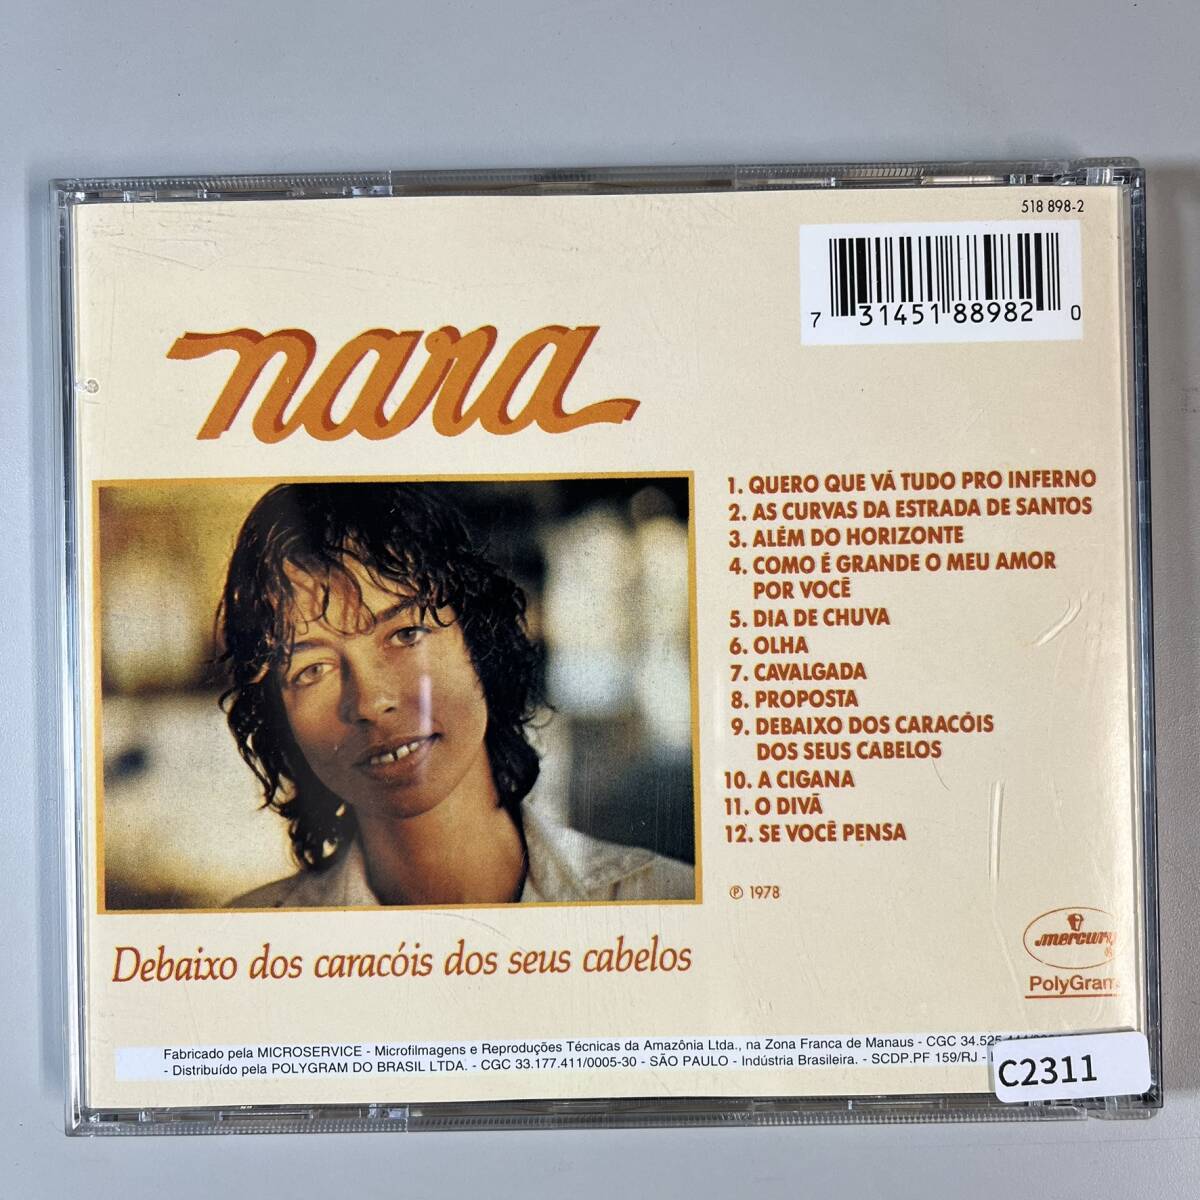 518 898-2
7 31451 88982 0
nara
1. QUERO QUE VÁ TUDO PRO INFERNO
2. AS CURVAS DA ESTRADA DE SANTOS
3. ALÉM DO HORIZONTE
4. COMO É GRANDE O MEU AMOR
POR VOCÊ
5. DIA DE CHUVA
6. OLHA
7. CAVALGADA
8. PROPOSTA
9. DEBAIXO DOS CARACÓIS
DOS SEUS CABELOS
10. A CIGANA
11. O DIVÃ
12. SE VOCÊ PENSA
℗ 1978
Debaixo dos caracóis dos seus cabelos
mercury
PolyGram
Fabricado pela MICROSERVICE - Microfilmagens e Reproduções Técnicas da Amazônia Ltda., na Zona Franca de Manaus - CGC 34.525
- Distribuído pela POLYGRAM DO BRASIL LTDA. - CGC 33.177.411/0005-30 - SÃO PAULO - Indústria Brasileira. - SCDP.PF 159/RJ -
C2311